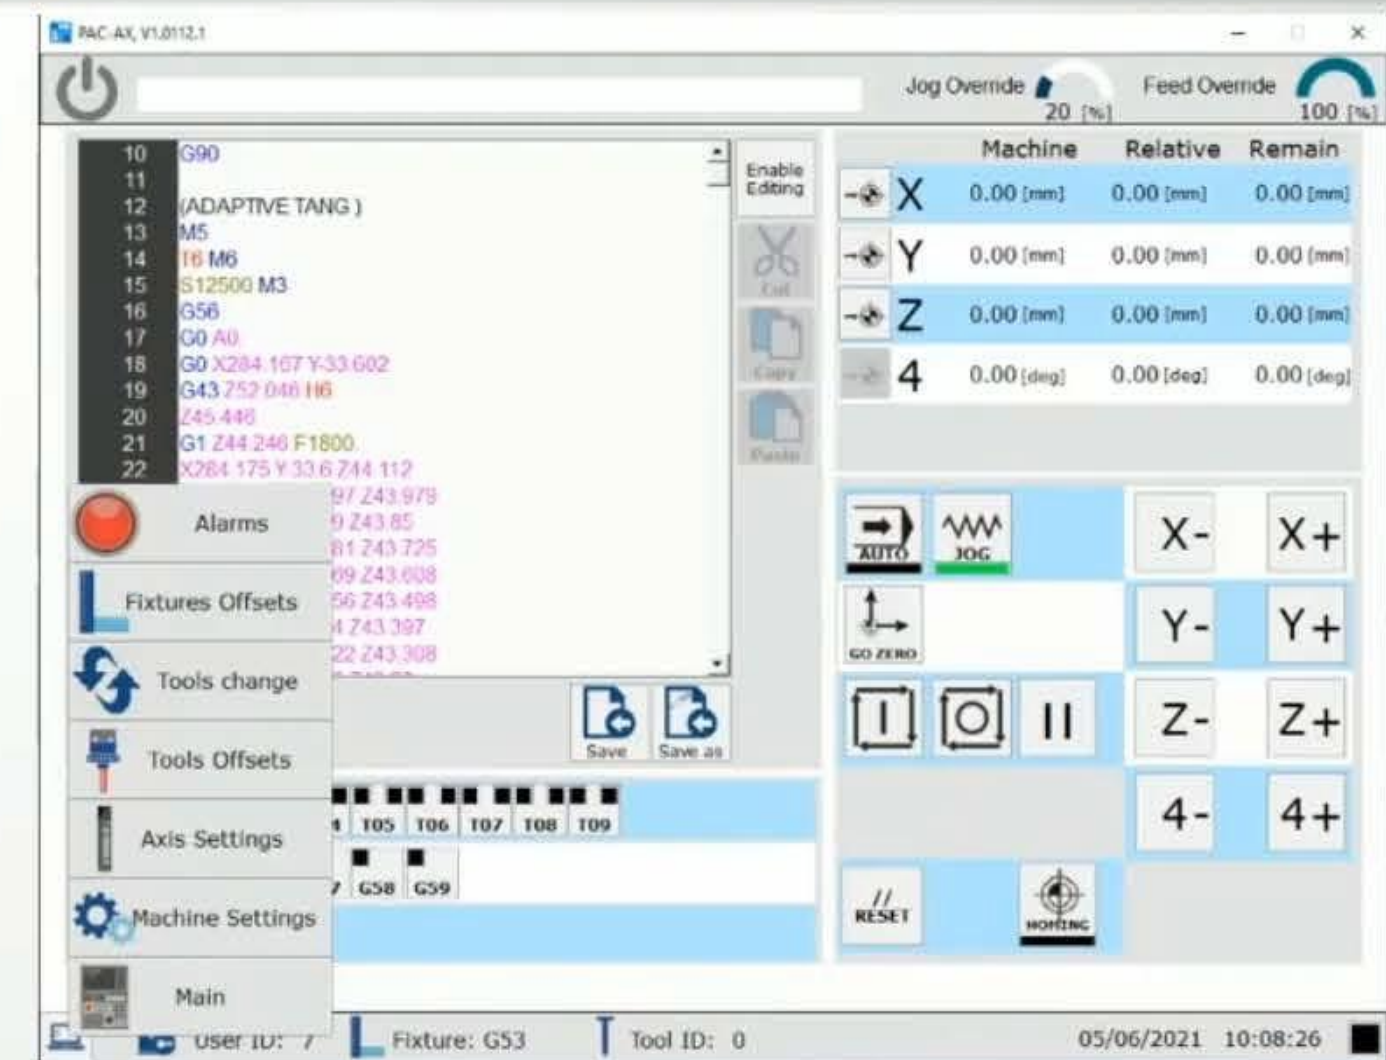 PAC-AX, V1.0112.1
Jog Override
20 [%]
Feed Override
100 [%]
10 G90
11
12 (ADAPTIVE TANG )
13 M5
14 T6 M6
15 S12500 M3
16 G56
17 G0 A0.
18 G0 X284.167 Y-33.602
19 G43 Z52.046 H6
20 Z45.446
21 G1 Z44.246 F1800.
22 X284.175 Y-33.6 Z44.112
97 Z43.979
9 Z43.85
81 Z43.725
69 Z43.608
56 Z43.498
4 Z43.397
22 Z43.308
Enable
Editing
Cut
Copy
Paste
Save
Save as
Alarms
Fixtures Offsets
Tools change
Tools Offsets
Axis Settings
Machine Settings
Main
T05 T06 T07 T08 T09
G58 G59
Machine Relative Remain
X 0.00 [mm] 0.00 [mm] 0.00 [mm]
Y 0.00 [mm] 0.00 [mm] 0.00 [mm]
Z 0.00 [mm] 0.00 [mm] 0.00 [mm]
4 0.00 [deg] 0.00 [deg] 0.00 [deg]
AUTO JOG X- X+
GO ZERO Y- Y+
Z- Z+
4- 4+
// RESET HOMING
User ID: 7 Fixture: G53 Tool ID: 0 05/06/2021 10:08:26